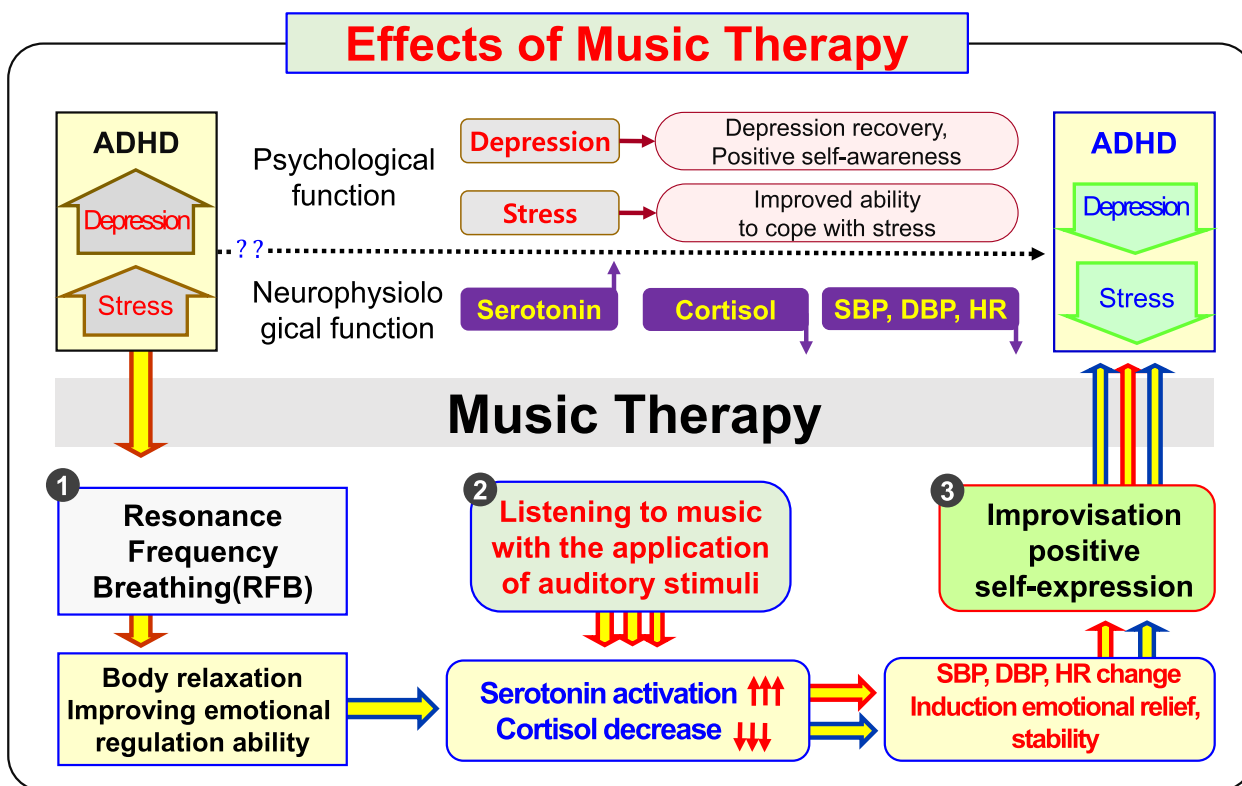 Effects of Music Therapy
ADHD
Depression
Stress
Psychological
function
Depression
Depression recovery,
Positive self-awareness
Stress
Improved ability
to cope with stress
??
Neurophysiolo
gical function
Serotonin
Cortisol
SBP, DBP, HR
ADHD
Depression
Stress
Music Therapy
1
Resonance
Frequency
Breathing(RFB)
2
Listening to music
with the application
of auditory stimuli
3
Improvisation
positive
self-expression
Body relaxation
Improving emotional
regulation ability
Serotonin activation
Cortisol decrease
SBP, DBP, HR change
Induction emotional relief,
stability